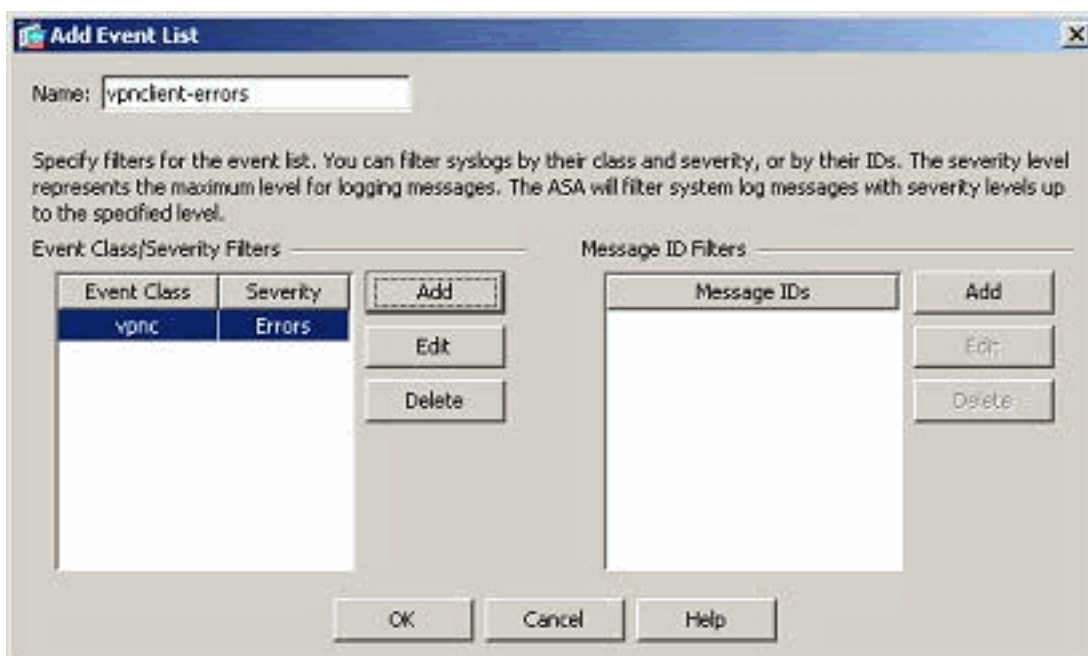 Add Event List
Name: vpnclient-errors
Specify filters for the event list. You can filter syslogs by their class and severity, or by their IDs. The severity level
represents the maximum level for logging messages. The ASA will filter system log messages with severity levels up
to the specified level.
Event Class/Severity Filters
Message ID Filters
Event Class Severity
vpnc Errors
Add
Edit
Delete
Message IDs
Add
Edit
Delete
OK Cancel Help